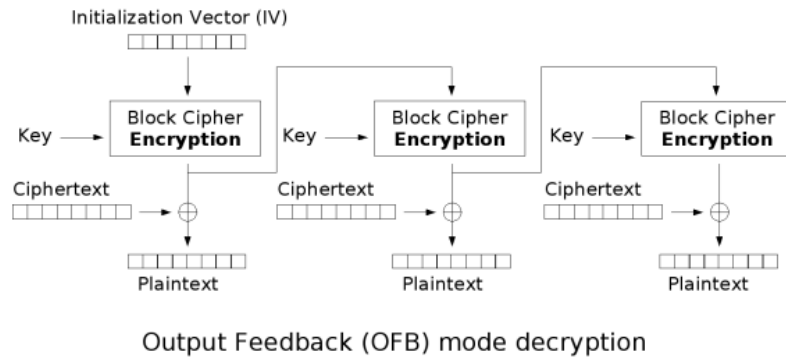 Initialization Vector (IV)
Block Cipher
Encryption
Key
Block Cipher
Encryption
Key
Block Cipher
Encryption
Key
Ciphertext
Ciphertext
Ciphertext
Plaintext
Plaintext
Plaintext
Output Feedback (OFB) mode decryption